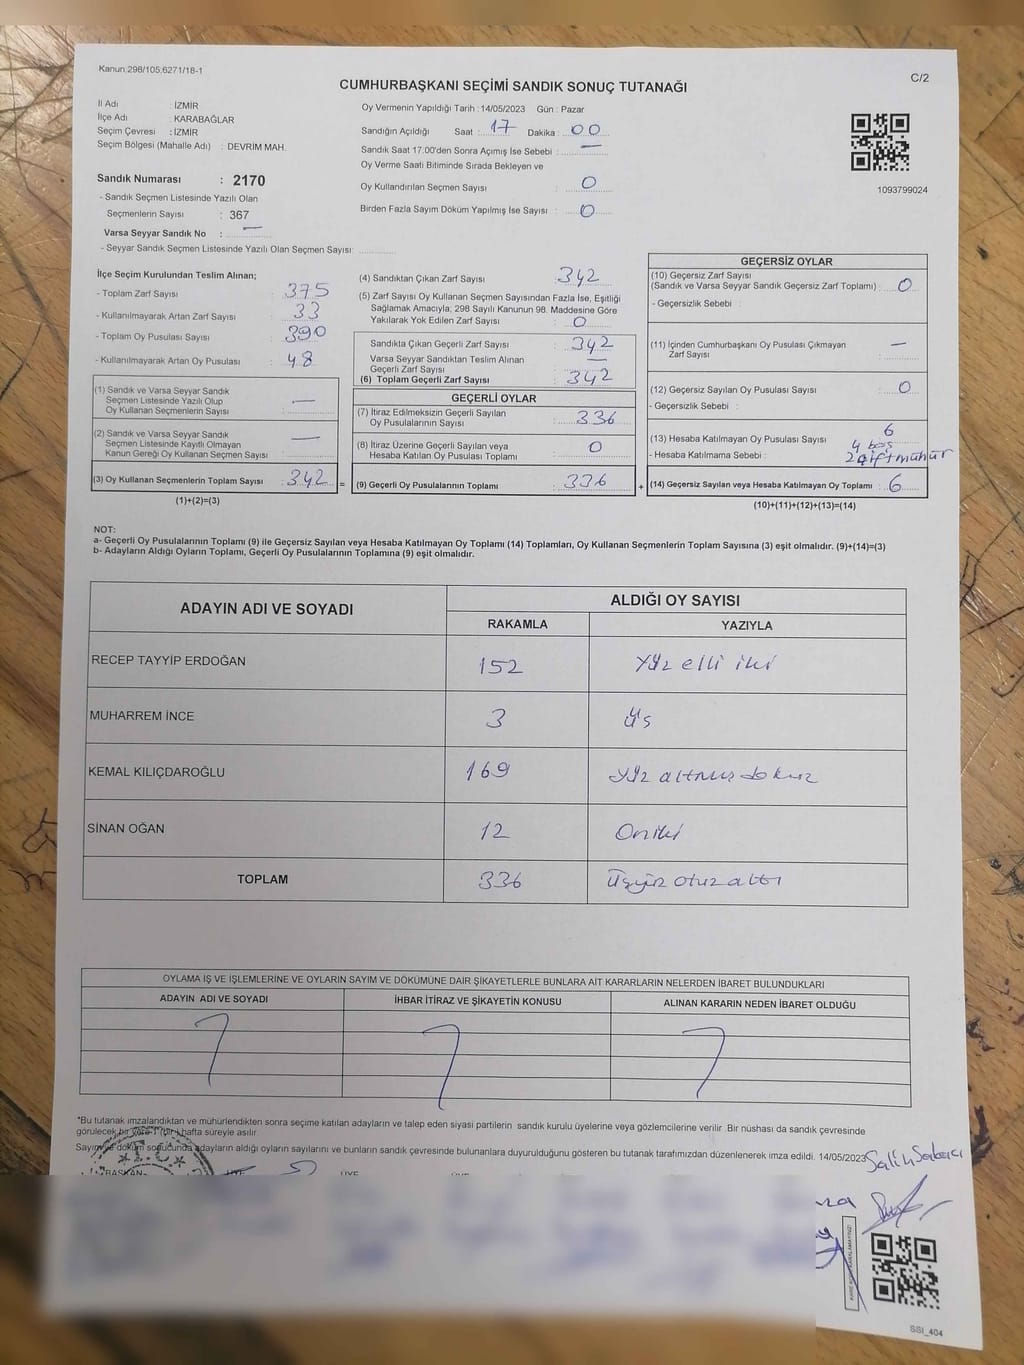 Kanun 298/105,6271/18-1
C/2
CUMHURBAŞKANI SEÇİMİ SANDIK SONUÇ TUTANAĞI
İl Adı : İZMİR
İlçe Adı : KARABAĞLAR
Seçim Çevresi : İZMİR
Seçim Bölgesi (Mahalle Adı) : DEVRİM MAH.
Sandık Numarası : 2170
- Sandık Seçmen Listesinde Yazılı Olan
Seçmenlerin Sayısı : 367
Varsa Seyyar Sandık No : —
- Seyyar Sandık Seçmen Listesinde Yazılı Olan Seçmen Sayısı:
Oy Vermenin Yapıldığı Tarih : 14/05/2023 Gün : Pazar
Sandığın Açıldığı Saat : 17 Dakika : 00
Sandık Saat 17.00'den Sonra Açımış İse Sebebi : —
Oy Verme Saati Bitiminde Sırada Bekleyen ve
Oy Kullandırılan Seçmen Sayısı : 0
Birden Fazla Sayım Döküm Yapılmış İse Sayısı : 0
1093799024
İlçe Seçim Kurulundan Teslim Alınan;
- Toplam Zarf Sayısı : 375
- Kullanılmayarak Artan Zarf Sayısı : 33
- Toplam Oy Pusulası Sayısı : 390
- Kullanılmayarak Artan Oy Pusulası : 48
(1) Sandık ve Varsa Seyyar Sandık
Seçmen Listesinde Yazılı Olup
Oy Kullanan Seçmenlerin Sayısı : —
(2) Sandık ve Varsa Seyyar Sandık
Seçmen Listesinde Kayıtlı Olmayan
Kanun Gereği Oy Kullanan Seçmen Sayısı : —
(3) Oy Kullanan Seçmenlerin Toplam Sayısı : 342 =
(1)+(2)=(3)
(4) Sandıktan Çıkan Zarf Sayısı : 342
(5) Zarf Sayısı Oy Kullanan Seçmen Sayısından Fazla İse, Eşitliği
Sağlamak Amacıyla; 298 Sayılı Kanunun 98. Maddesine Göre
Yakılarak Yok Edilen Zarf Sayısı : 0
Sandıkta Çıkan Geçerli Zarf Sayısı : 342
Varsa Seyyar Sandıktan Teslim Alınan
Geçerli Zarf Sayısı : —
(6) Toplam Geçerli Zarf Sayısı : 342
GEÇERLİ OYLAR
(7) İtiraz Edilmeksizin Geçerli Sayılan
Oy Pusulalarının Sayısı : 336
(8) İtiraz Üzerine Geçerli Sayılan veya
Hesaba Katılan Oy Pusulası Toplamı : 0
(9) Geçerli Oy Pusulalarının Toplamı : 336 +
GEÇERSİZ OYLAR
(10) Geçersiz Zarf Sayısı
(Sandık ve Varsa Seyyar Sandık Geçersiz Zarf Toplamı) : 0
- Geçersizlik Sebebi :
(11) İçinden Cumhurbaşkanı Oy Pusulası Çıkmayan
Zarf Sayısı : —
(12) Geçersiz Sayılan Oy Pusulası Sayısı : 0
- Geçersizlik Sebebi :
(13) Hesaba Katılmayan Oy Pusulası Sayısı 6
- Hesaba Katılmama Sebebi : 4 boş
2 çift mühür
(14) Geçersiz Sayılan veya Hesaba Katılmayan Oy Toplamı : 6
(10)+(11)+(12)+(13)=(14)
NOT:
a- Geçerli Oy Pusulalarının Toplamı (9) ile Geçersiz Sayılan veya Hesaba Katılmayan Oy Toplamı (14) Toplamları, Oy Kullanan Seçmenlerin Toplam Sayısına (3) eşit olmalıdır. (9)+(14)=(3)
b- Adayların Aldığı Oyların Toplamı, Geçerli Oy Pusulalarının Toplamına (9) eşit olmalıdır.
ADAYIN ADI VE SOYADI ALDIĞI OY SAYISI
RAKAMLA YAZIYLA
RECEP TAYYİP ERDOĞAN 152 Yüz elli iki
MUHARREM İNCE 3 Üs
KEMAL KILIÇDAROĞLU 169 Yüz altmış dokuz
SİNAN OĞAN 12 Oniki
TOPLAM 336 Üçyüz otuz altı
OYLAMA İŞ VE İŞLEMLERİNE VE OYLARIN SAYIM VE DÖKÜMÜNE DAİR ŞİKAYETLERLE BUNLARA AİT KARARLARIN NELERDEN İBARET BULUNDUKLARI
ADAYIN ADI VE SOYADI İHBAR İTİRAZ VE ŞİKAYETİN KONUSU ALINAN KARARIN NEDEN İBARET OLDUĞU
*Bu tutanak imzalandıktan ve mühürlendikten sonra seçime katılan adayların ve talep eden siyasi partilerin sandık kurulu üyelerine veya gözlemcilerine verilir. Bir nüshası da sandık çevresinde
görülecek bir yere 1 (bir) hafta süreyle asılır
Sayım ve döküm sonucunda adayların aldığı oyların sayılarını ve bunların sandık çevresinde bulunanlara duyurulduğunu gösteren bu tutanak tarafımızdan düzenlenerek imza edildi. 14/05/2023
T.C.
BAŞKAN ÜYE ÜYE ÜYE
SSI_404